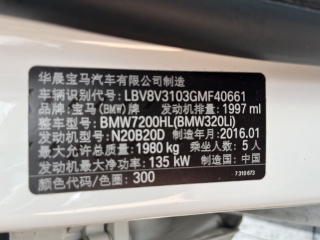 华晨宝马汽车有限公司制造
车辆识别代号：LBV8V3103GMF40661
品牌：宝马(BMW)牌 发动机排量：1997 ml
整车型号：BMW7200HL(BMW320Li)
发动机型号：N20B20D 制造年月：2016.01
最大允许总质量：1980 kg 乘坐人数：5 人
发动机最大净功率：135 kW 制造国：中国
颜色代码/色圈：300
7 310 673